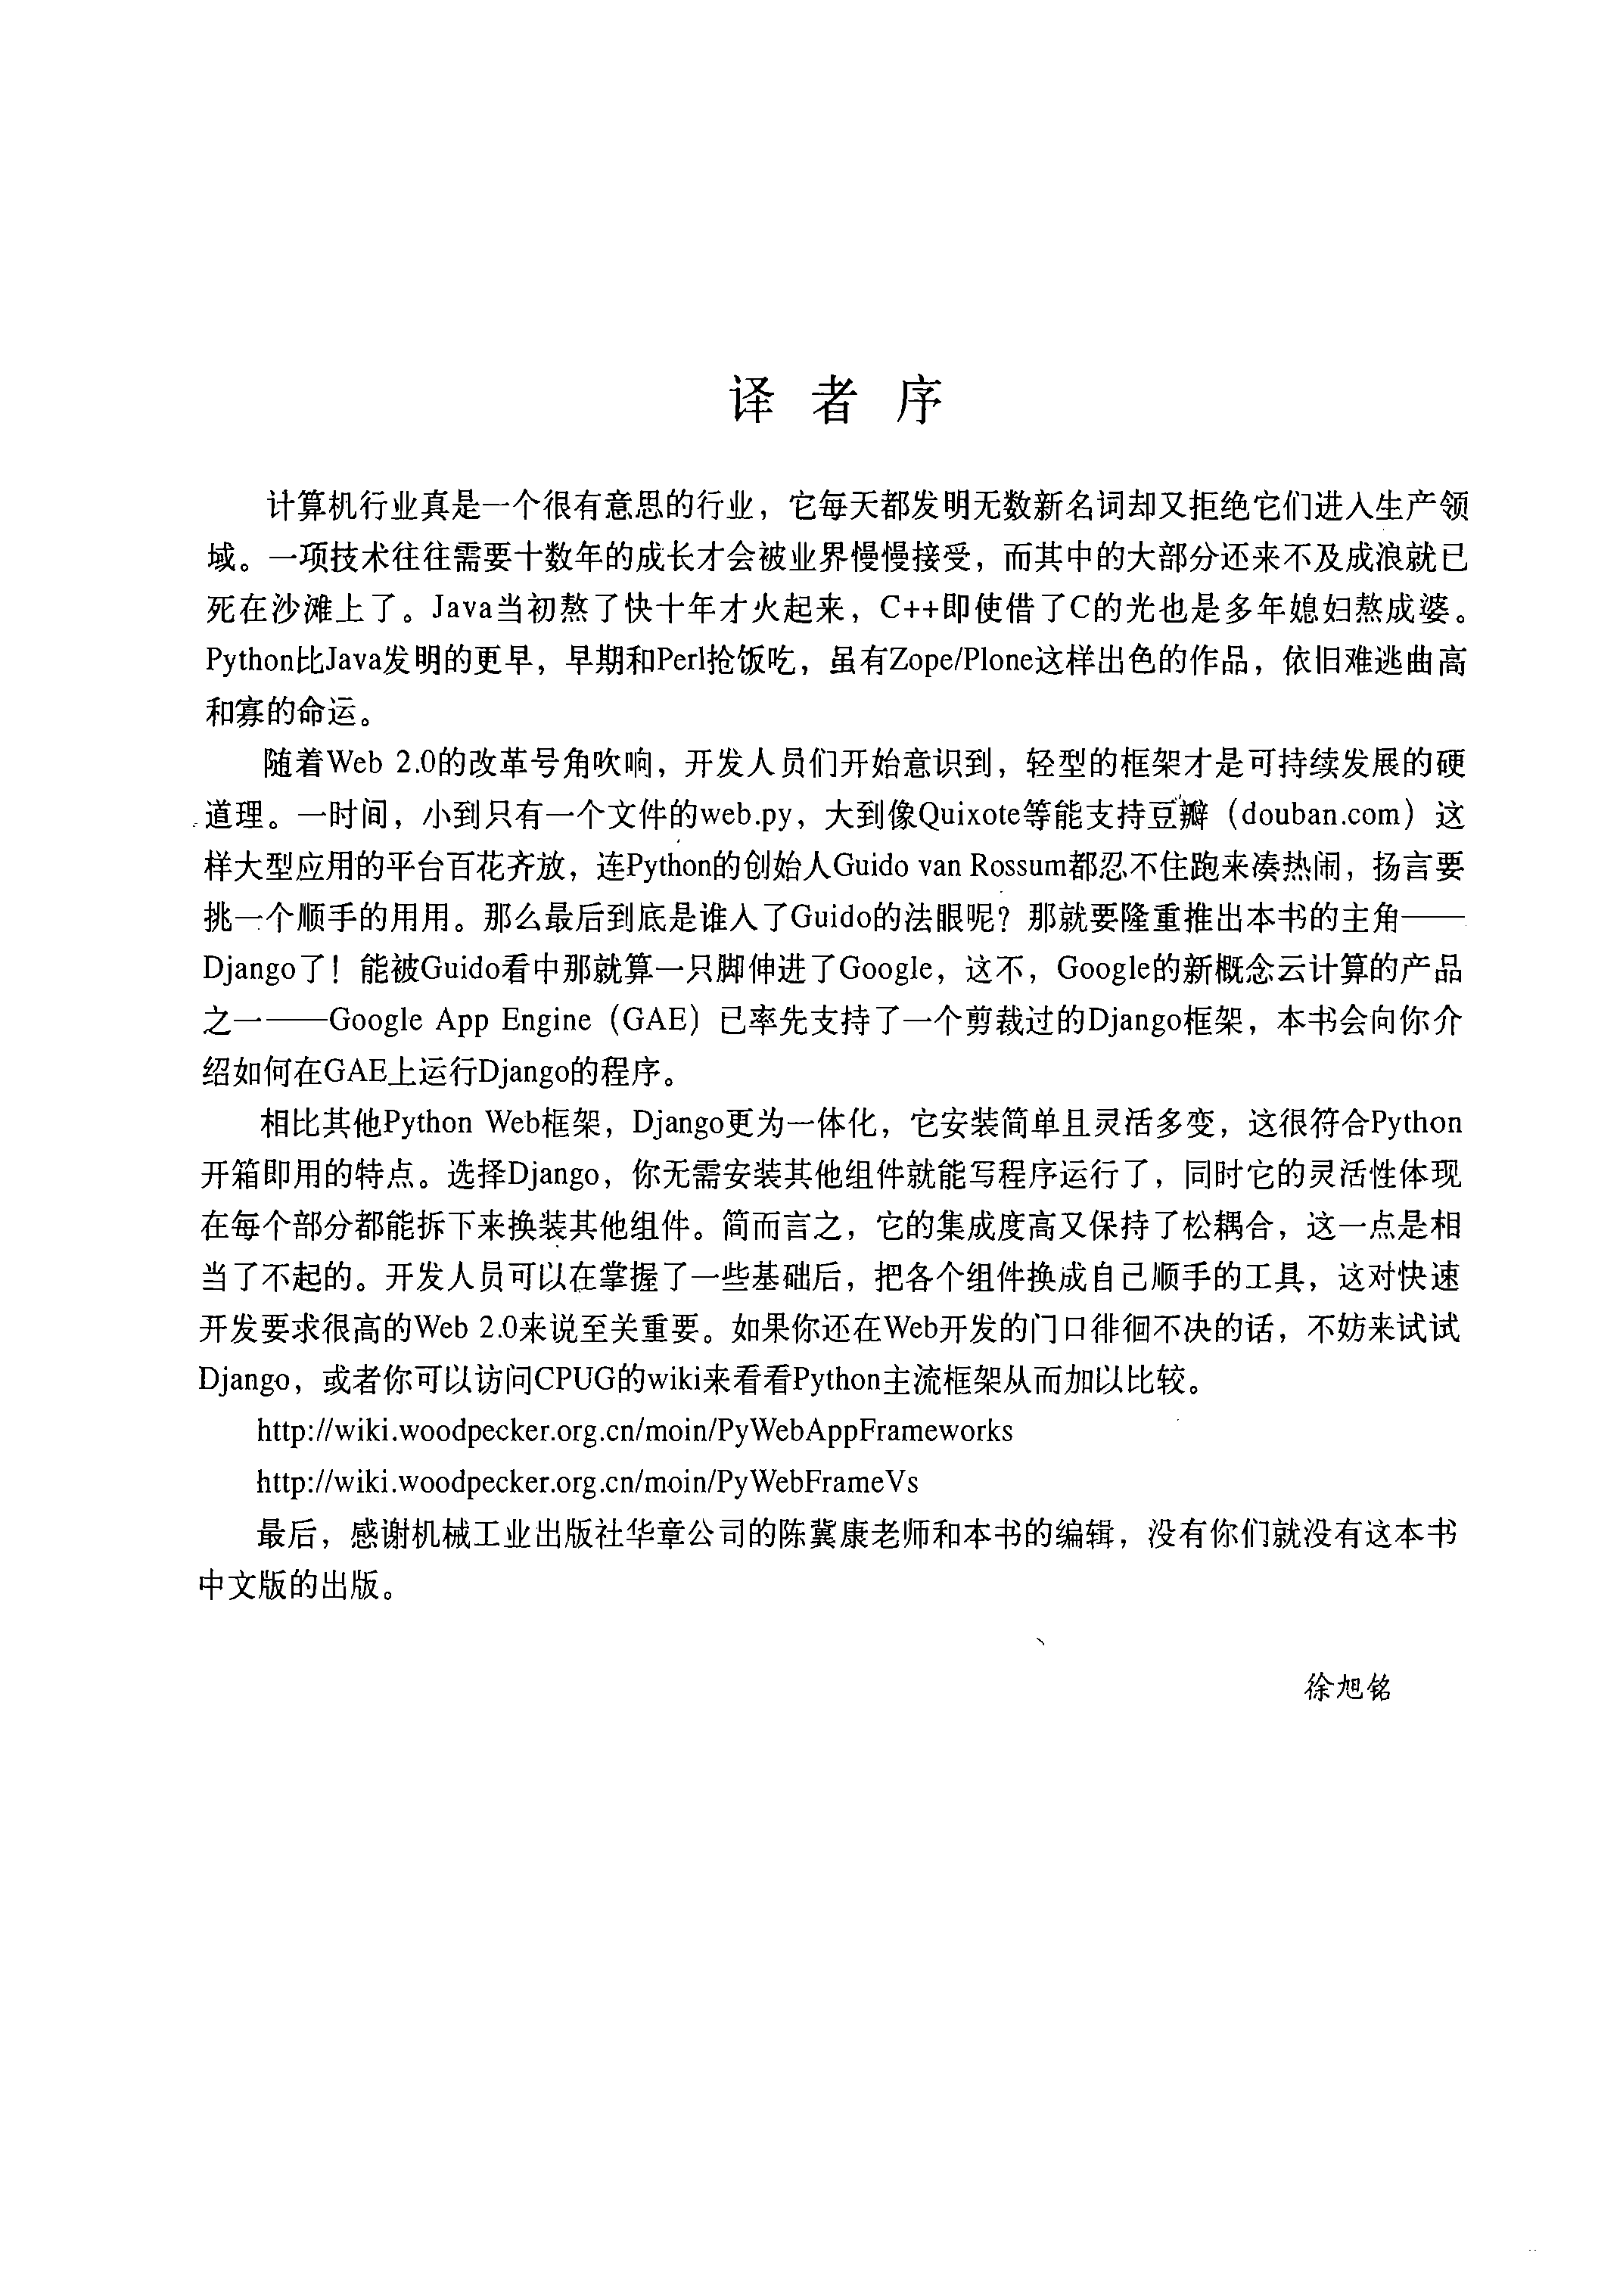 译者序
计算机行业真是一个很有意思的行业，它每天都发明无数新名词却又拒绝它们进入生产领
域。一项技术往往需要十数年的成长才会被业界慢慢接受，而其中的大部分还来不及成浪就已
死在沙滩上了。Java当初熬了快十年才火起来，C++即使借了C的光也是多年媳妇熬成婆。
Python比Java发明的更早，早期和Perl抢饭吃，虽有Zope/Plone这样出色的作品，依旧难逃曲高
和寡的命运。
随着Web 2.0的改革号角吹响，开发人员们开始意识到，轻型的框架才是可持续发展的硬
道理。一时间，小到只有一个文件的web.py，大到像Quixote等能支持豆瓣（douban.com）这
样大型应用的平台百花齐放，连Python的创始人Guido van Rossum都忍不住跑来凑热闹，扬言要
挑一个顺手的用用。那么最后到底是谁入了Guido的法眼呢？那就要隆重推出本书的主角——
Django了！能被Guido看中那就算一只脚伸进了Google，这不，Google的新概念云计算的产品
之一——Google App Engine（GAE）已率先支持了一个剪裁过的Django框架，本书会向你介
绍如何在GAE上运行Django的程序。
相比其他Python Web框架，Django更为一体化，它安装简单且灵活多变，这很符合Python
开箱即用的特点。选择Django，你无需安装其他组件就能写程序运行了，同时它的灵活性体现
在每个部分都能拆下来换装其他组件。简而言之，它的集成度高又保持了松耦合，这一点是相
当了不起的。开发人员可以在掌握了一些基础后，把各个组件换成自己顺手的工具，这对快速
开发要求很高的Web 2.0来说至关重要。如果你还在Web开发的门口徘徊不决的话，不妨来试试
Django，或者你可以访问CPUG的wiki来看看Python主流框架从而加以比较。
http://wiki.woodpecker.org.cn/moin/PyWebAppFrameworks
http://wiki.woodpecker.org.cn/moin/PyWebFrameVs
最后，感谢机械工业出版社华章公司的陈冀康老师和本书的编辑，没有你们就没有这本书
中文版的出版。
徐旭铭